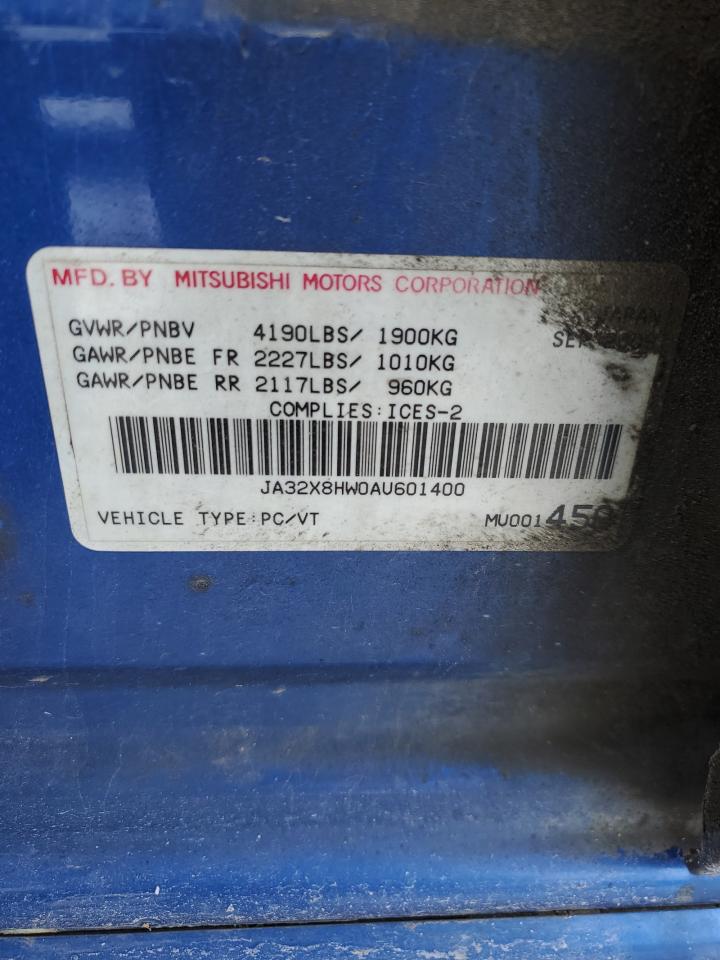 MFD. BY MITSUBISHI MOTORS CORPORATION
JAPAN
GVWR/PNBV 4190LBS/ 1900KG
GAWR/PNBE FR 2227LBS/ 1010KG
GAWR/PNBE RR 2117LBS/ 960KG
COMPLIES:ICES-2
JA32X8HW0AU601400
VEHICLE TYPE:PC/VT